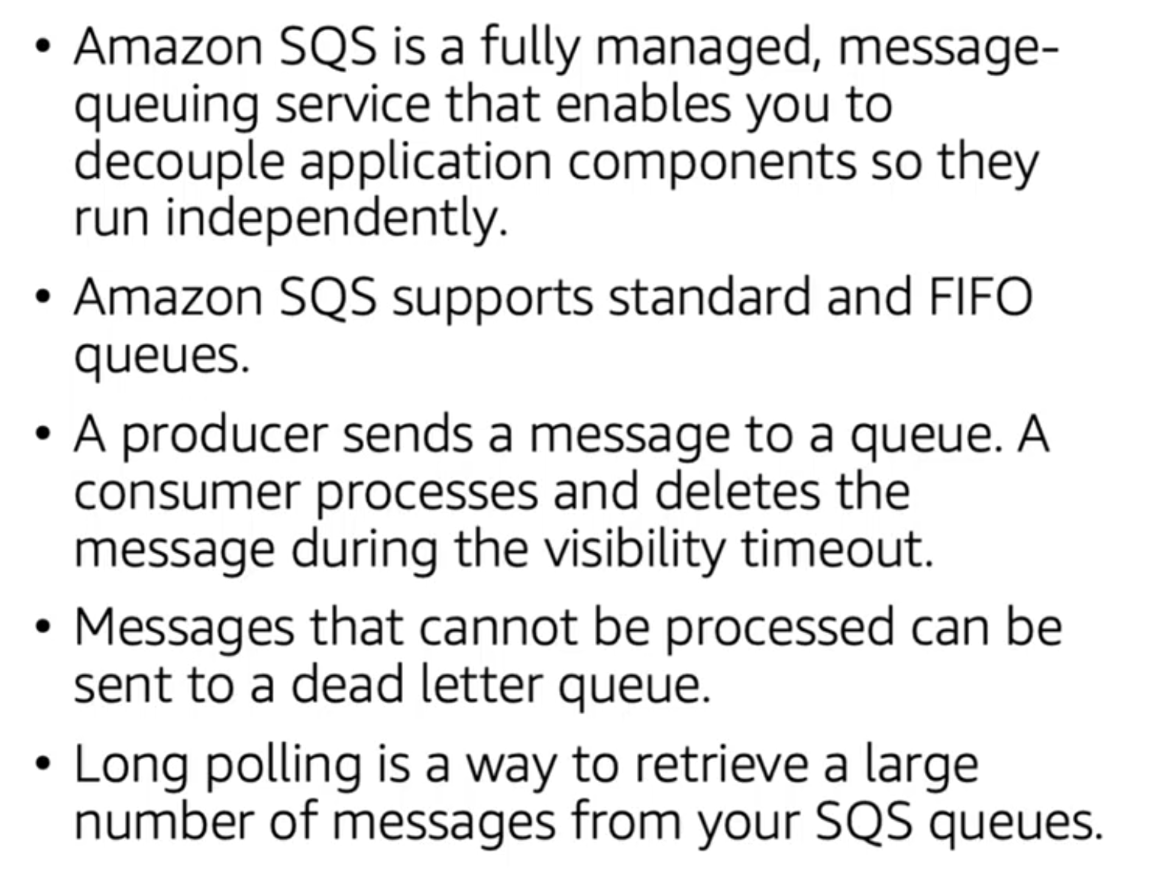 • Amazon SQS is a fully managed, message-
queuing service that enables you to
decouple application components so they
run independently.
• Amazon SQS supports standard and FIFO
queues.
• A producer sends a message to a queue. A
consumer processes and deletes the
message during the visibility timeout.
• Messages that cannot be processed can be
sent to a dead letter queue.
• Long polling is a way to retrieve a large
number of messages from your SQS queues.